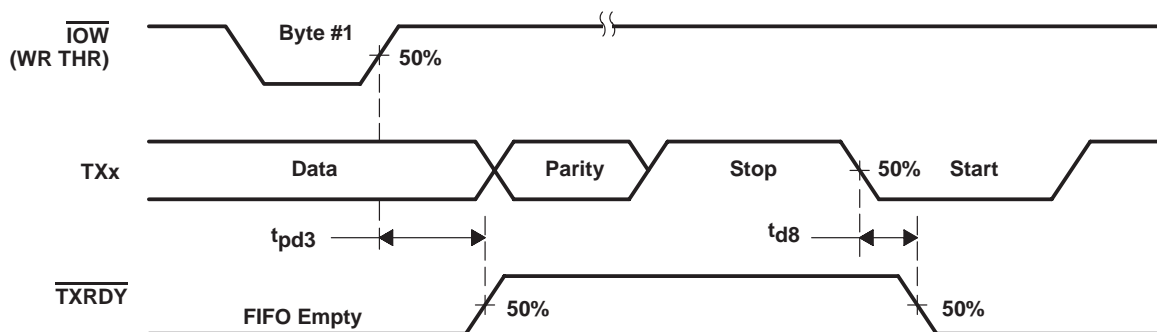 IOW
(WR THR)
Byte #1
50%
TXx
Data
Parity
Stop
50%
Start
tpd3
td8
TXRDY
FIFO Empty
50%
50%